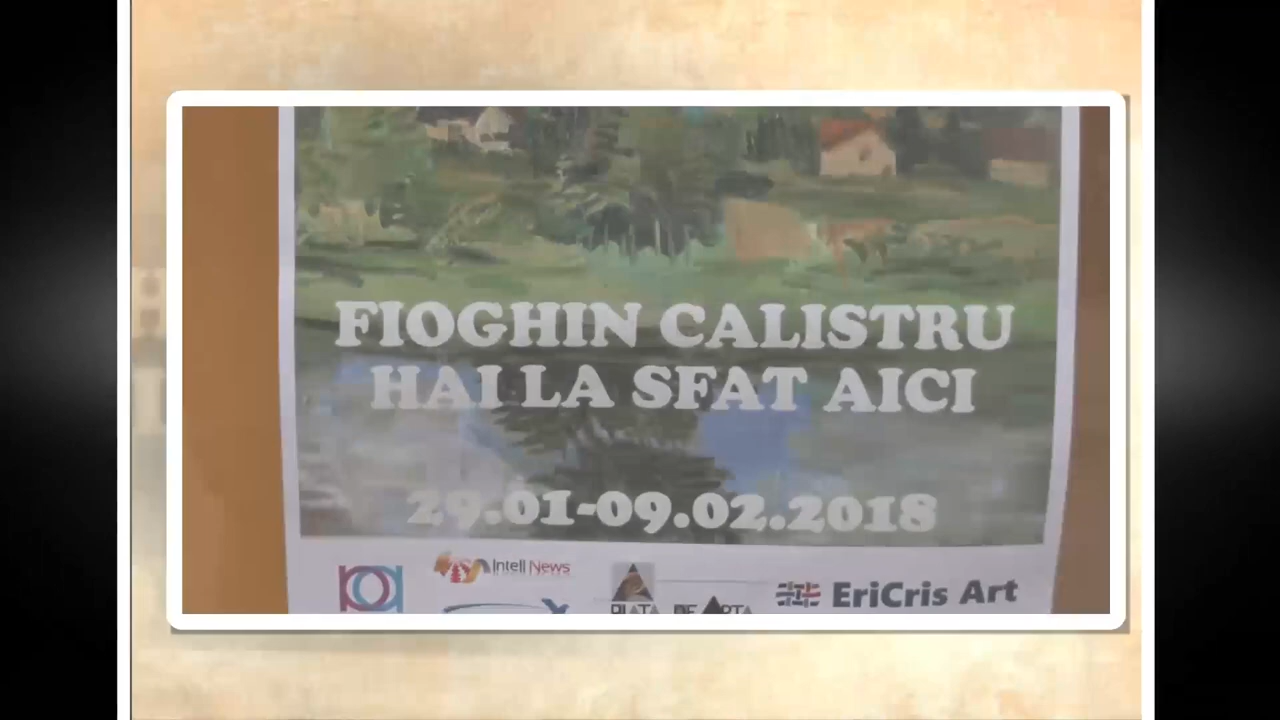 FIOGHIN CALISTRU
HAI LA SFAT AICI
29.01-09.02.2018
Intell News
EriCris Art